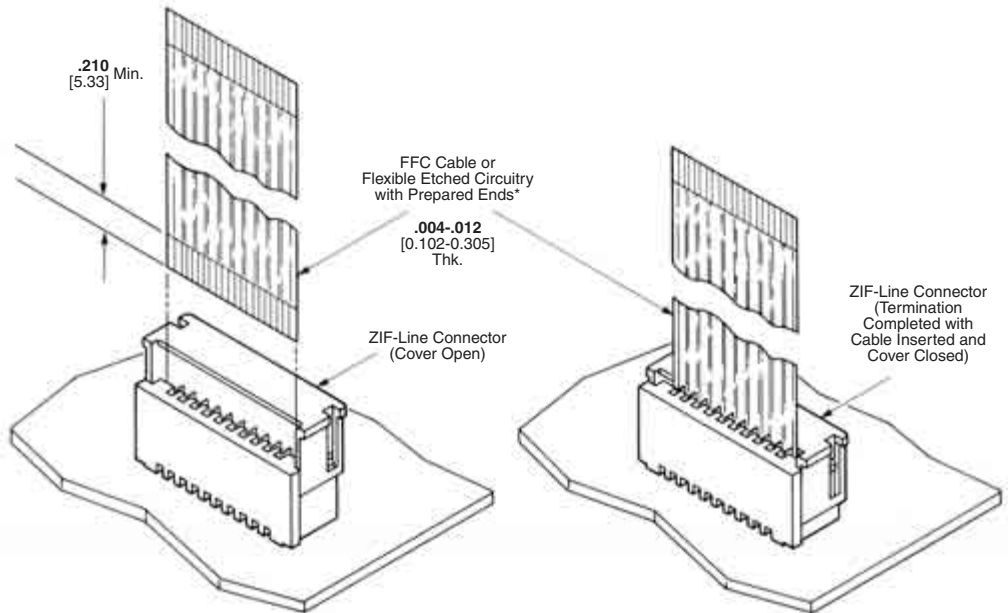 .210
[5.33] Min.
FFC Cable or
Flexible Etched Circuitry
with Prepared Ends*
.004-.012
[0.102-0.305]
Thk.
ZIF-Line Connector
(Cover Open)
ZIF-Line Connector
(Termination
Completed with
Cable Inserted and
Cover Closed)